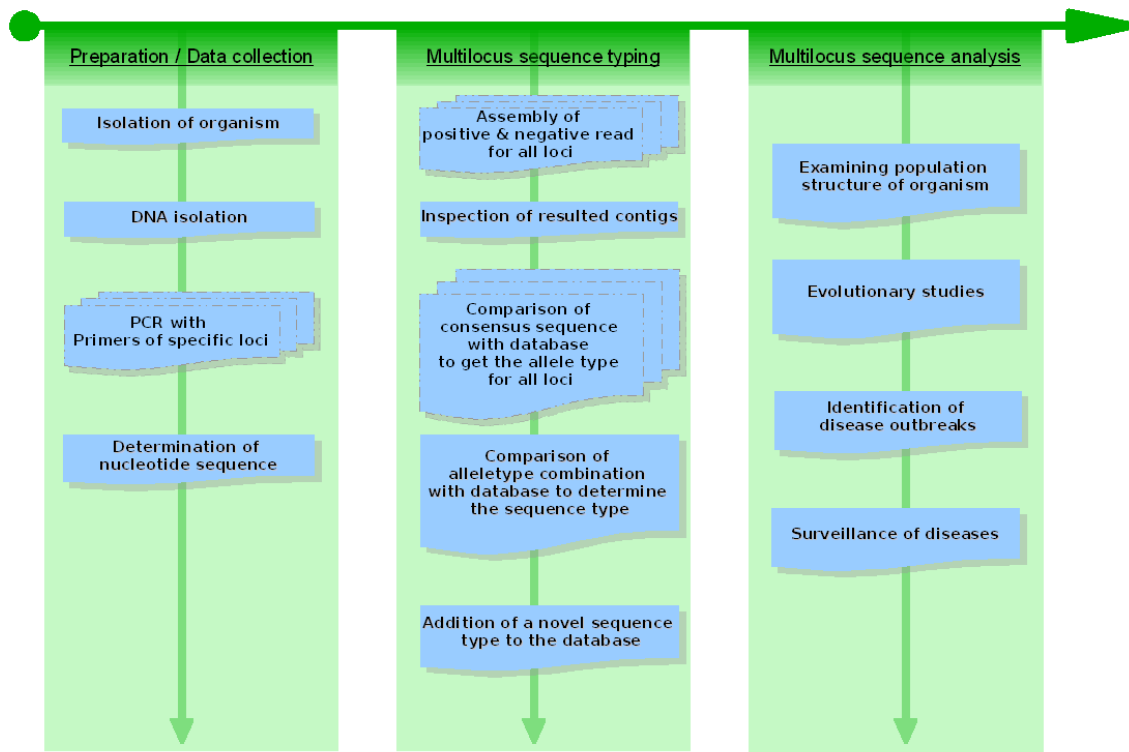 Preparation / Data collection
Isolation of organism
DNA isolation
PCR with
Primers of specific loci
Determination of
nucleotide sequence
Multilocus sequence typing
Assembly of
positive & negative read
for all loci
Inspection of resulted contigs
Comparison of
consensus sequence
with database
to get the allele type
for all loci
Comparison of
alleletype combination
with database to determine
the sequence type
Addition of a novel sequence
type to the database
Multilocus sequence analysis
Examining population
structure of organism
Evolutionary studies
Identification of
disease outbreaks
Surveillance of diseases